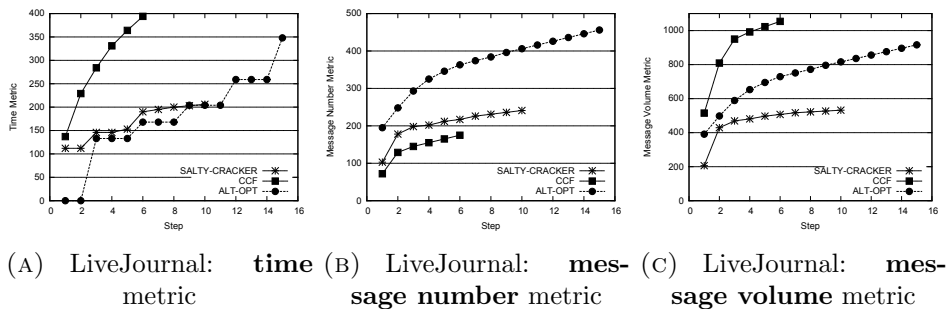 400
350
300
250
200
150
100
50
0
Time Metric
0 2 4 6 8 10 12 14 16
Step
SALTY-CRACKER
CCF
ALT-OPT
500
400
300
200
100
0
Message Number Metric
0 2 4 6 8 10 12 14 16
Step
SALTY-CRACKER
CCF
ALT-OPT
1000
800
600
400
200
0
Message Volume Metric
0 2 4 6 8 10 12 14 16
Step
SALTY-CRACKER
CCF
ALT-OPT
(A) LiveJournal: time
metric
(B) LiveJournal: mes-
sage number metric
(C) LiveJournal: mes-
sage volume metric